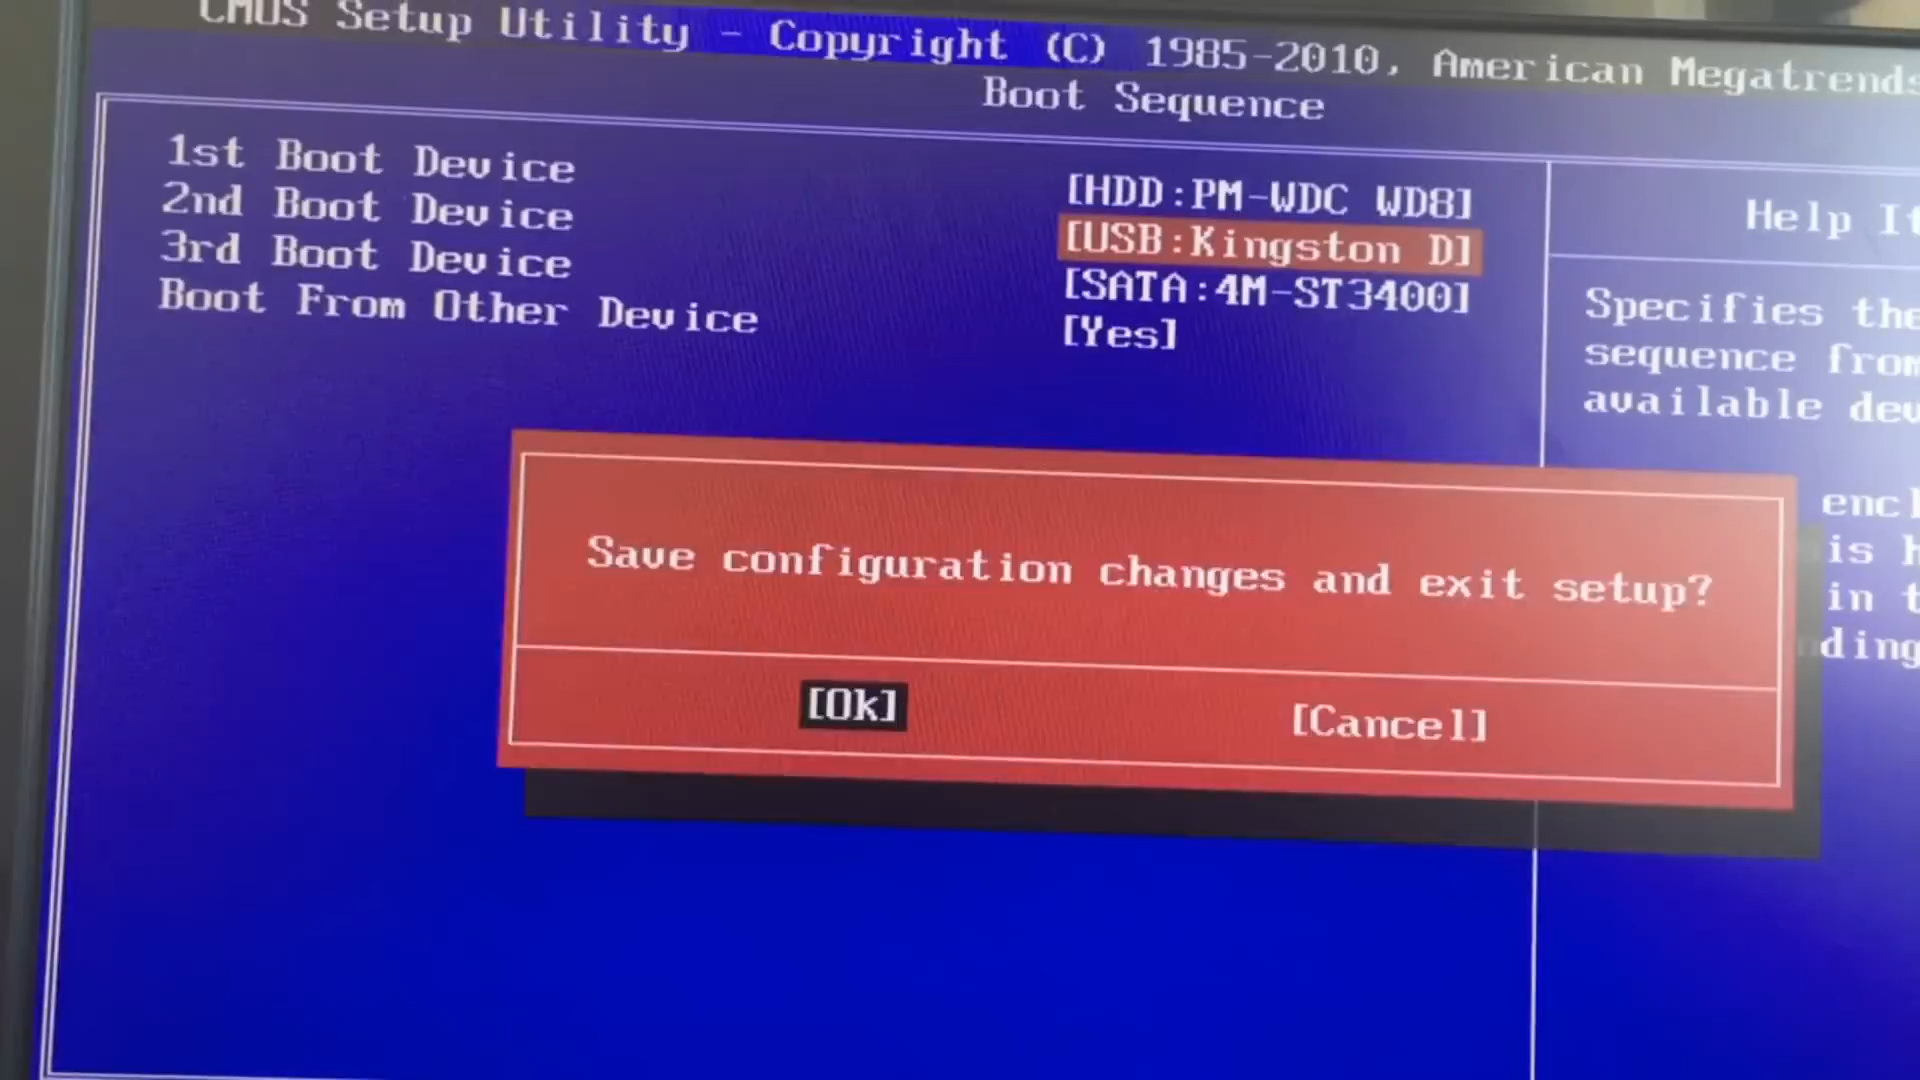 CMOS Setup Utility - Copyright (C) 1985-2010, American Megatrends
Boot Sequence
1st Boot Device [HDD:PM-WDC WD8]
2nd Boot Device [USB:Kingston D]
3rd Boot Device [SATA:4M-ST3400]
Boot From Other Device [Yes]
Help
Specifies the
sequence from
available
Save configuration changes and exit setup?
[Ok] [Cancel]
is
in